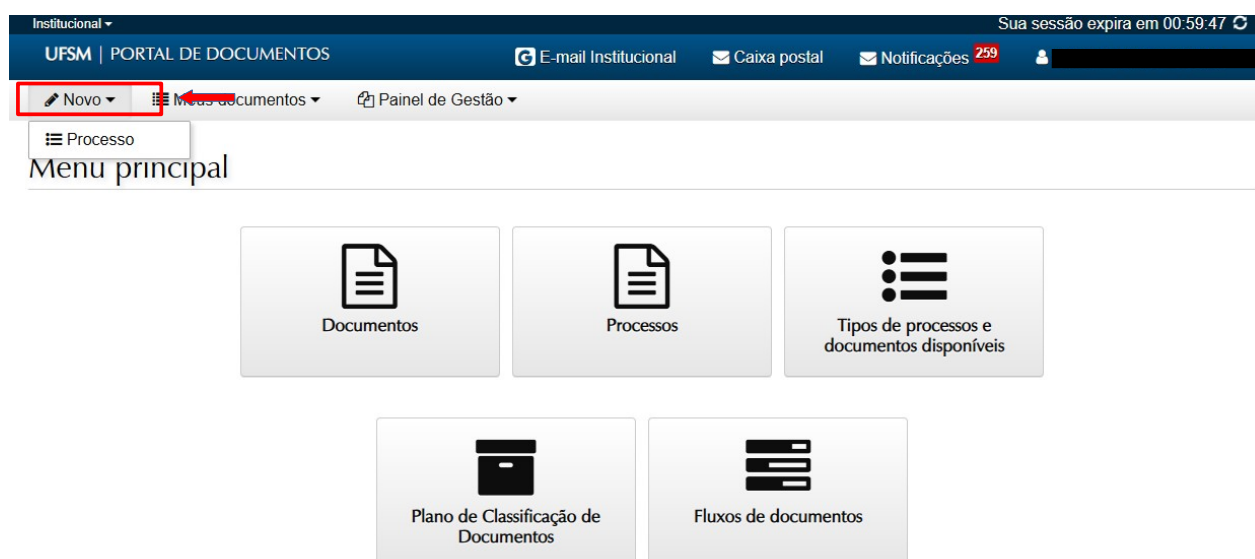 Institucional
Sua sessão expira em 00:59:47
UFSM | PORTAL DE DOCUMENTOS
E-mail Institucional
Caixa postal
Notificações 259
Novo
Meus documentos
Painel de Gestão
Processo
Menu principal
Documentos
Processos
Tipos de processos e
documentos disponíveis
Plano de Classificação de
Documentos
Fluxos de documentos